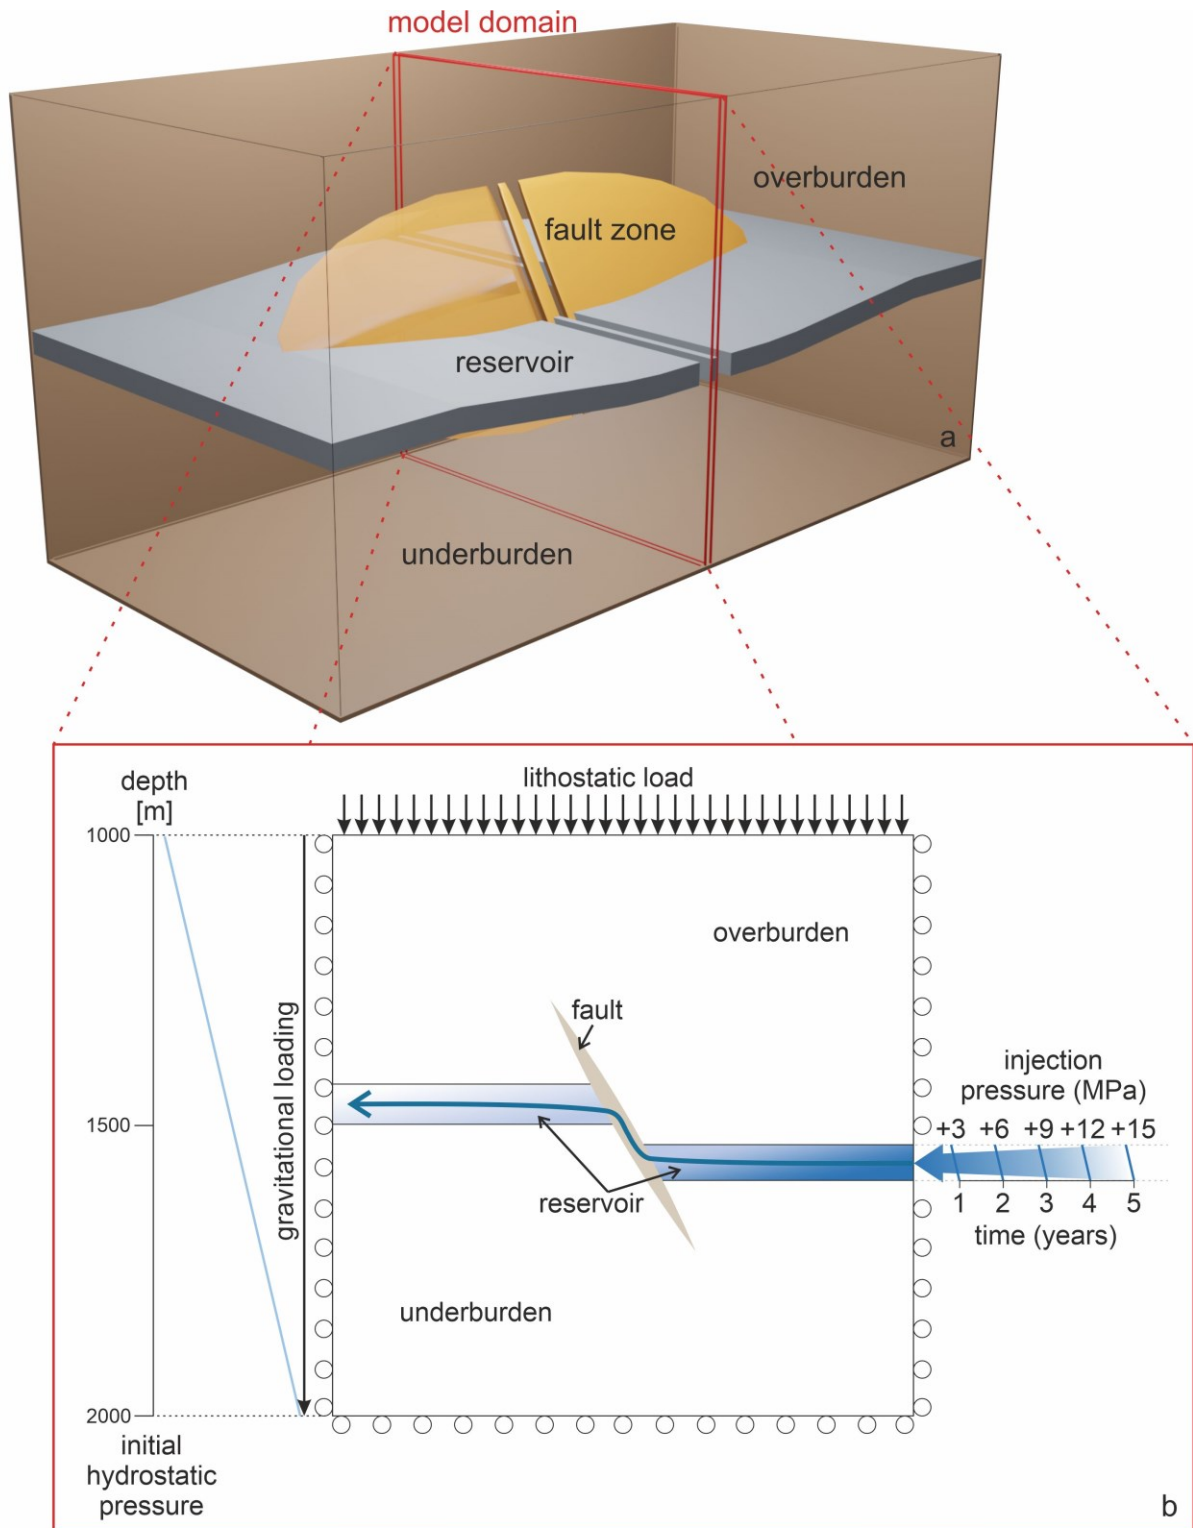 model domain
overburden
fault zone
reservoir
a
underburden
depth
[m]
lithostatic load
1000
overburden
fault
gravitational loading
injection
pressure (MPa)
+3 +6 +9 +12 +15
1500
reservoir
1 2 3 4 5
time (years)
underburden
2000
initial
hydrostatic
pressure
b